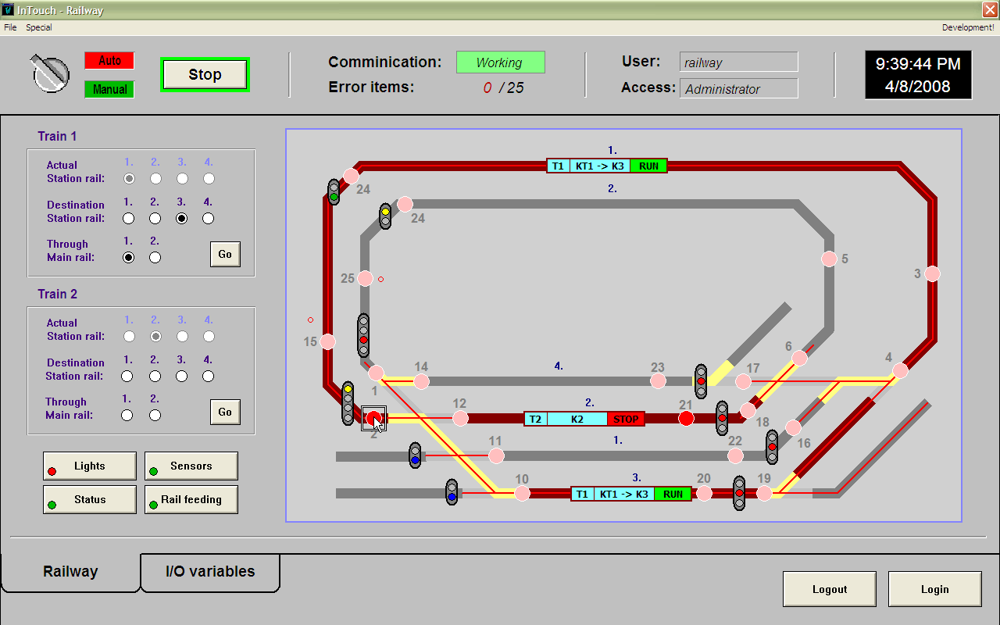 InTouch - Railway
File Special Development!
Auto
Manual
Stop
Comminication: Working
Error items: 0 / 25
User: railway
Access: Administrator
9:39:44 PM
4/8/2008
Train 1
Actual
Station rail:
1. 2. 3. 4.
Destination
Station rail:
1. 2. 3. 4.
Through
Main rail:
1. 2.
Go
Train 2
Actual
Station rail:
1. 2. 3. 4.
Destination
Station rail:
1. 2. 3. 4.
Through
Main rail:
1. 2.
Go
Lights Sensors
Status Rail feeding
1.
T1 KT1 -> K3 RUN
24
2.
24
5
25
3
15
6
4
4.
14 23 17
1
2.
12 21
T2 K2 STOP
18
2
1.
16
11 22
3.
10 20 19
T1 KT1 -> K3 RUN
Railway I/O variables
Logout Login